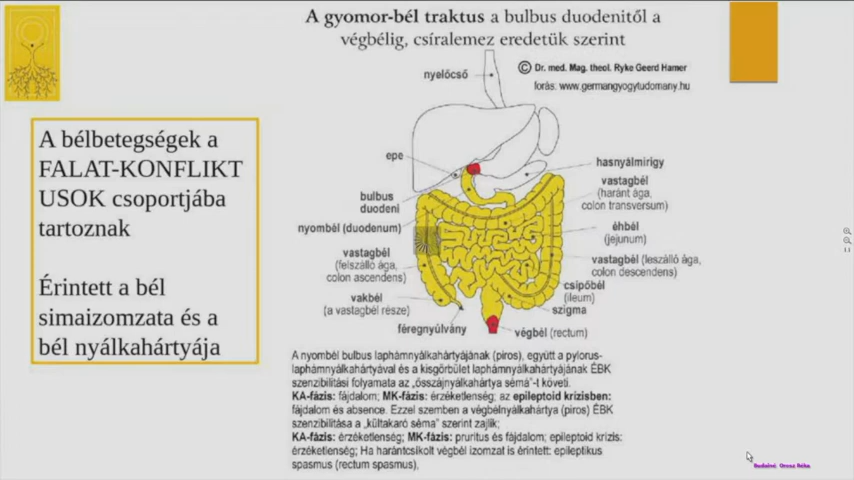 A gyomor-bél traktus a bulbus duodenitől a
végbélig, csíralemez eredetük szerint
© Dr. med. Mag. theol. Ryke Geerd Hamer
forás: www.germangyogytudomany.hu
nyelőcső
A bélbetegségek a
FALAT-KONFLIKT
USOK csoportjába
tartoznak
Érintett a bél
simaizomzata és a
bél nyálkahártyája
epe
bulbus
duodeni
nyombél (duodenum)
vastagbél
(felszálló ága,
colon ascendens)
vakbél
(a vastagbél része)
féregnyúlvány
hasnyálmirigy
vastagbél
(haránt ága,
colon transversum)
éhbél
(jejunum)
vastagbél (leszálló ága,
colon descendens)
csipőbél
(ileum)
szigma
végbél (rectum)
A nyombél bulbus laphámnyálkahártyájának (piros), együtt a pylorus-
laphámnyálkahártyával és a kisgörbület laphámnyálkahártyájának ÉBK
szenzibilitási folyamata az „összájnyálkahártya séma”-t követi.
KA-fázis: fájdalom; MK-fázis: érzéketlenség; az epileptoid krízisben:
fájdalom és absence. Ezzel szemben a végbélnyálkahártya (piros) ÉBK
szenzibilitása a „kültakaró séma” szerint zajlik;
KA-fázis: érzéketlenség; MK-fázis: pruritus és fájdalom; epileptoid krízis:
érzéketlenség; Ha harántcsíkolt végbél izomzat is érintett: epileptikus
spasmus (rectum spasmus),